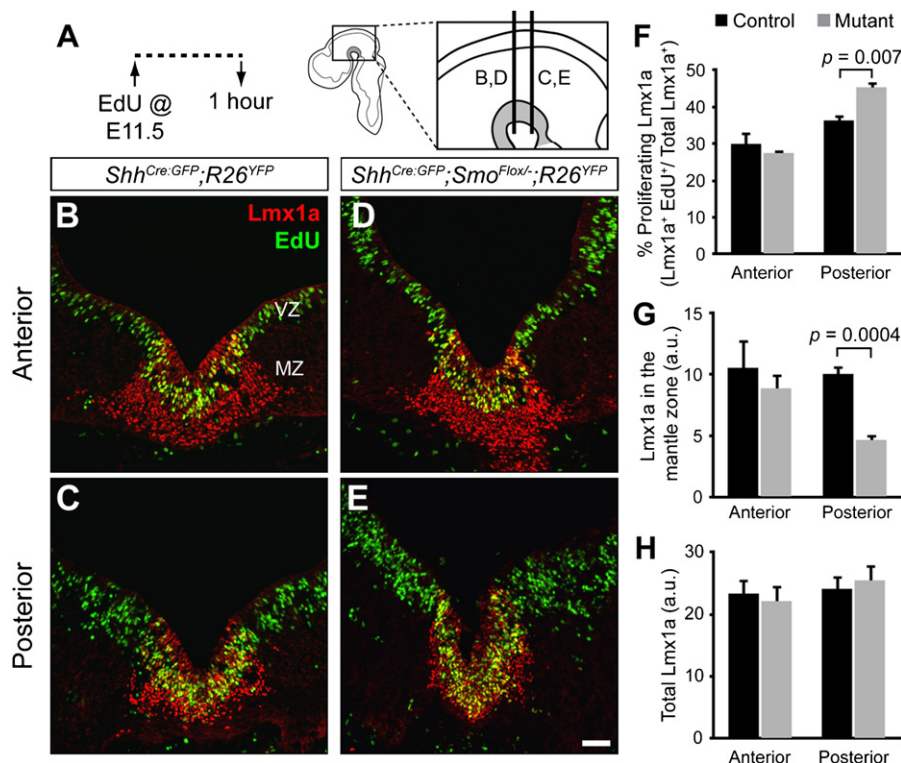 A
EdU @
E11.5
1 hour
B,D
C,E
Shh^Cre:GFP;R26^YFP
Shh^Cre:GFP;Smo^Flox/-;R26^YFP
Anterior
Posterior
B
Lmx1a
EdU
VZ
MZ
D
C
E
Control
Mutant
F
% Proliferating Lmx1a
(Lmx1a⁺ EdU⁺/ Total Lmx1a⁺)
50
40
30
20
10
0
p = 0.007
Anterior
Posterior
G
Lmx1a in the
mantle zone (a.u.)
15
10
5
0
p = 0.0004
Anterior
Posterior
H
Total Lmx1a (a.u.)
30
20
10
0
Anterior
Posterior